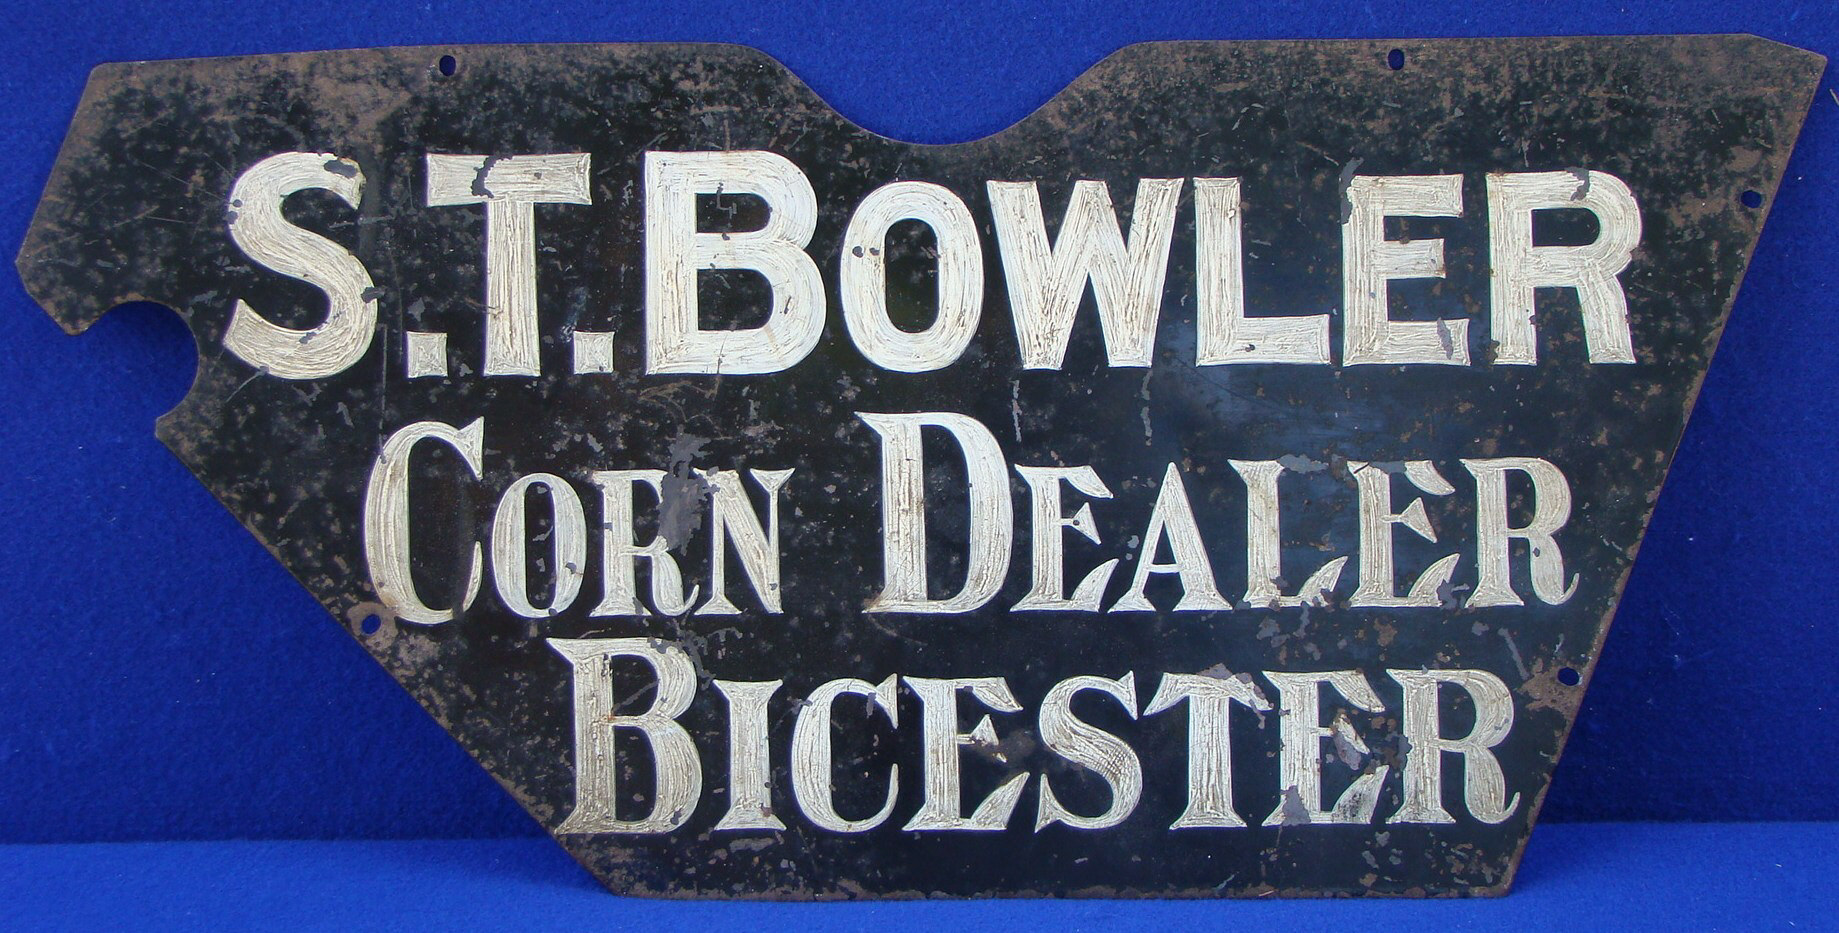 S.T. BOWLER
CORN DEALER
BICESTER